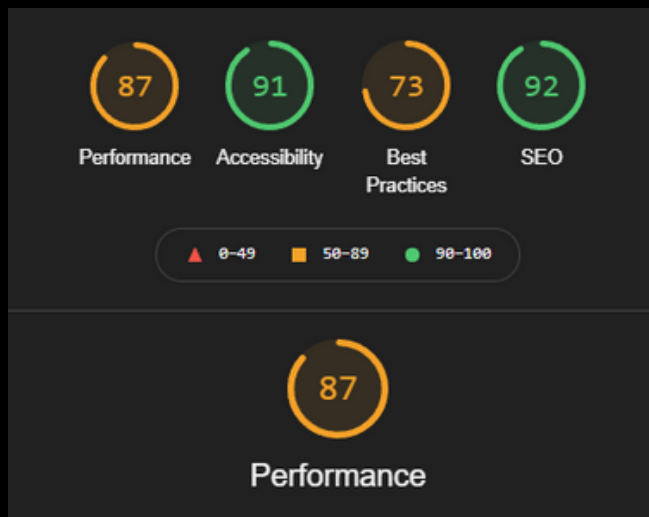 87 91 73 92
Performance Accessibility Best Practices SEO
0-49 50-89 90-100
87
Performance